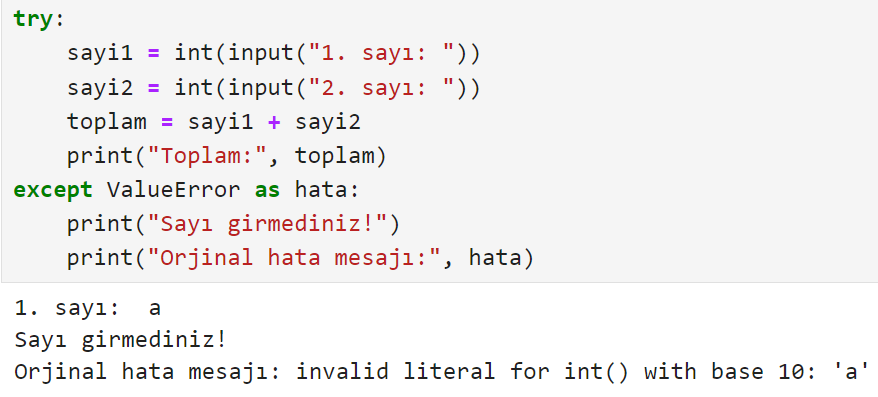 try:
    sayi1 = int(input("1. sayı: "))
    sayi2 = int(input("2. sayı: "))
    toplam = sayi1 + sayi2
    print("Toplam:", toplam)
except ValueError as hata:
    print("Sayı girmediniz!")
    print("Orjinal hata mesajı:", hata)
1. sayı:  a
Sayı girmediniz!
Orjinal hata mesajı: invalid literal for int() with base 10: 'a'